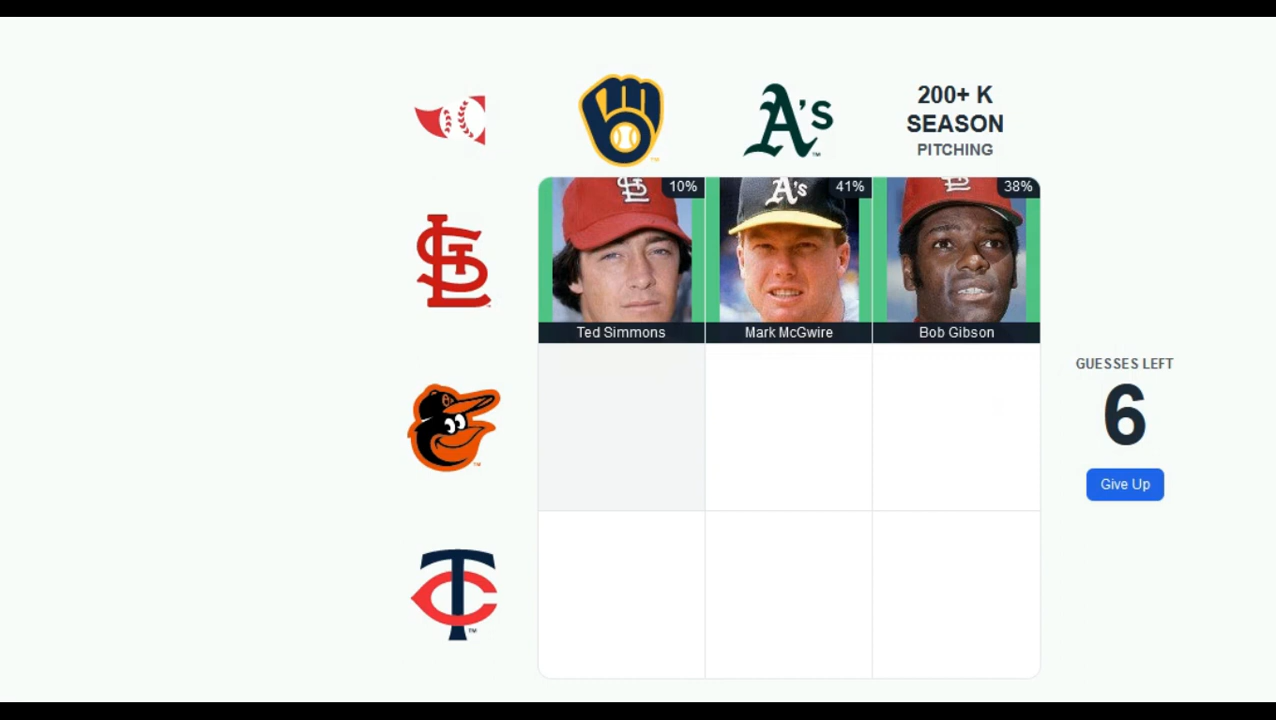 200+ K
SEASON
PITCHING
A's
10%
41%
38%
Ted Simmons
Mark McGwire
Bob Gibson
GUESSES LEFT
6
Give Up